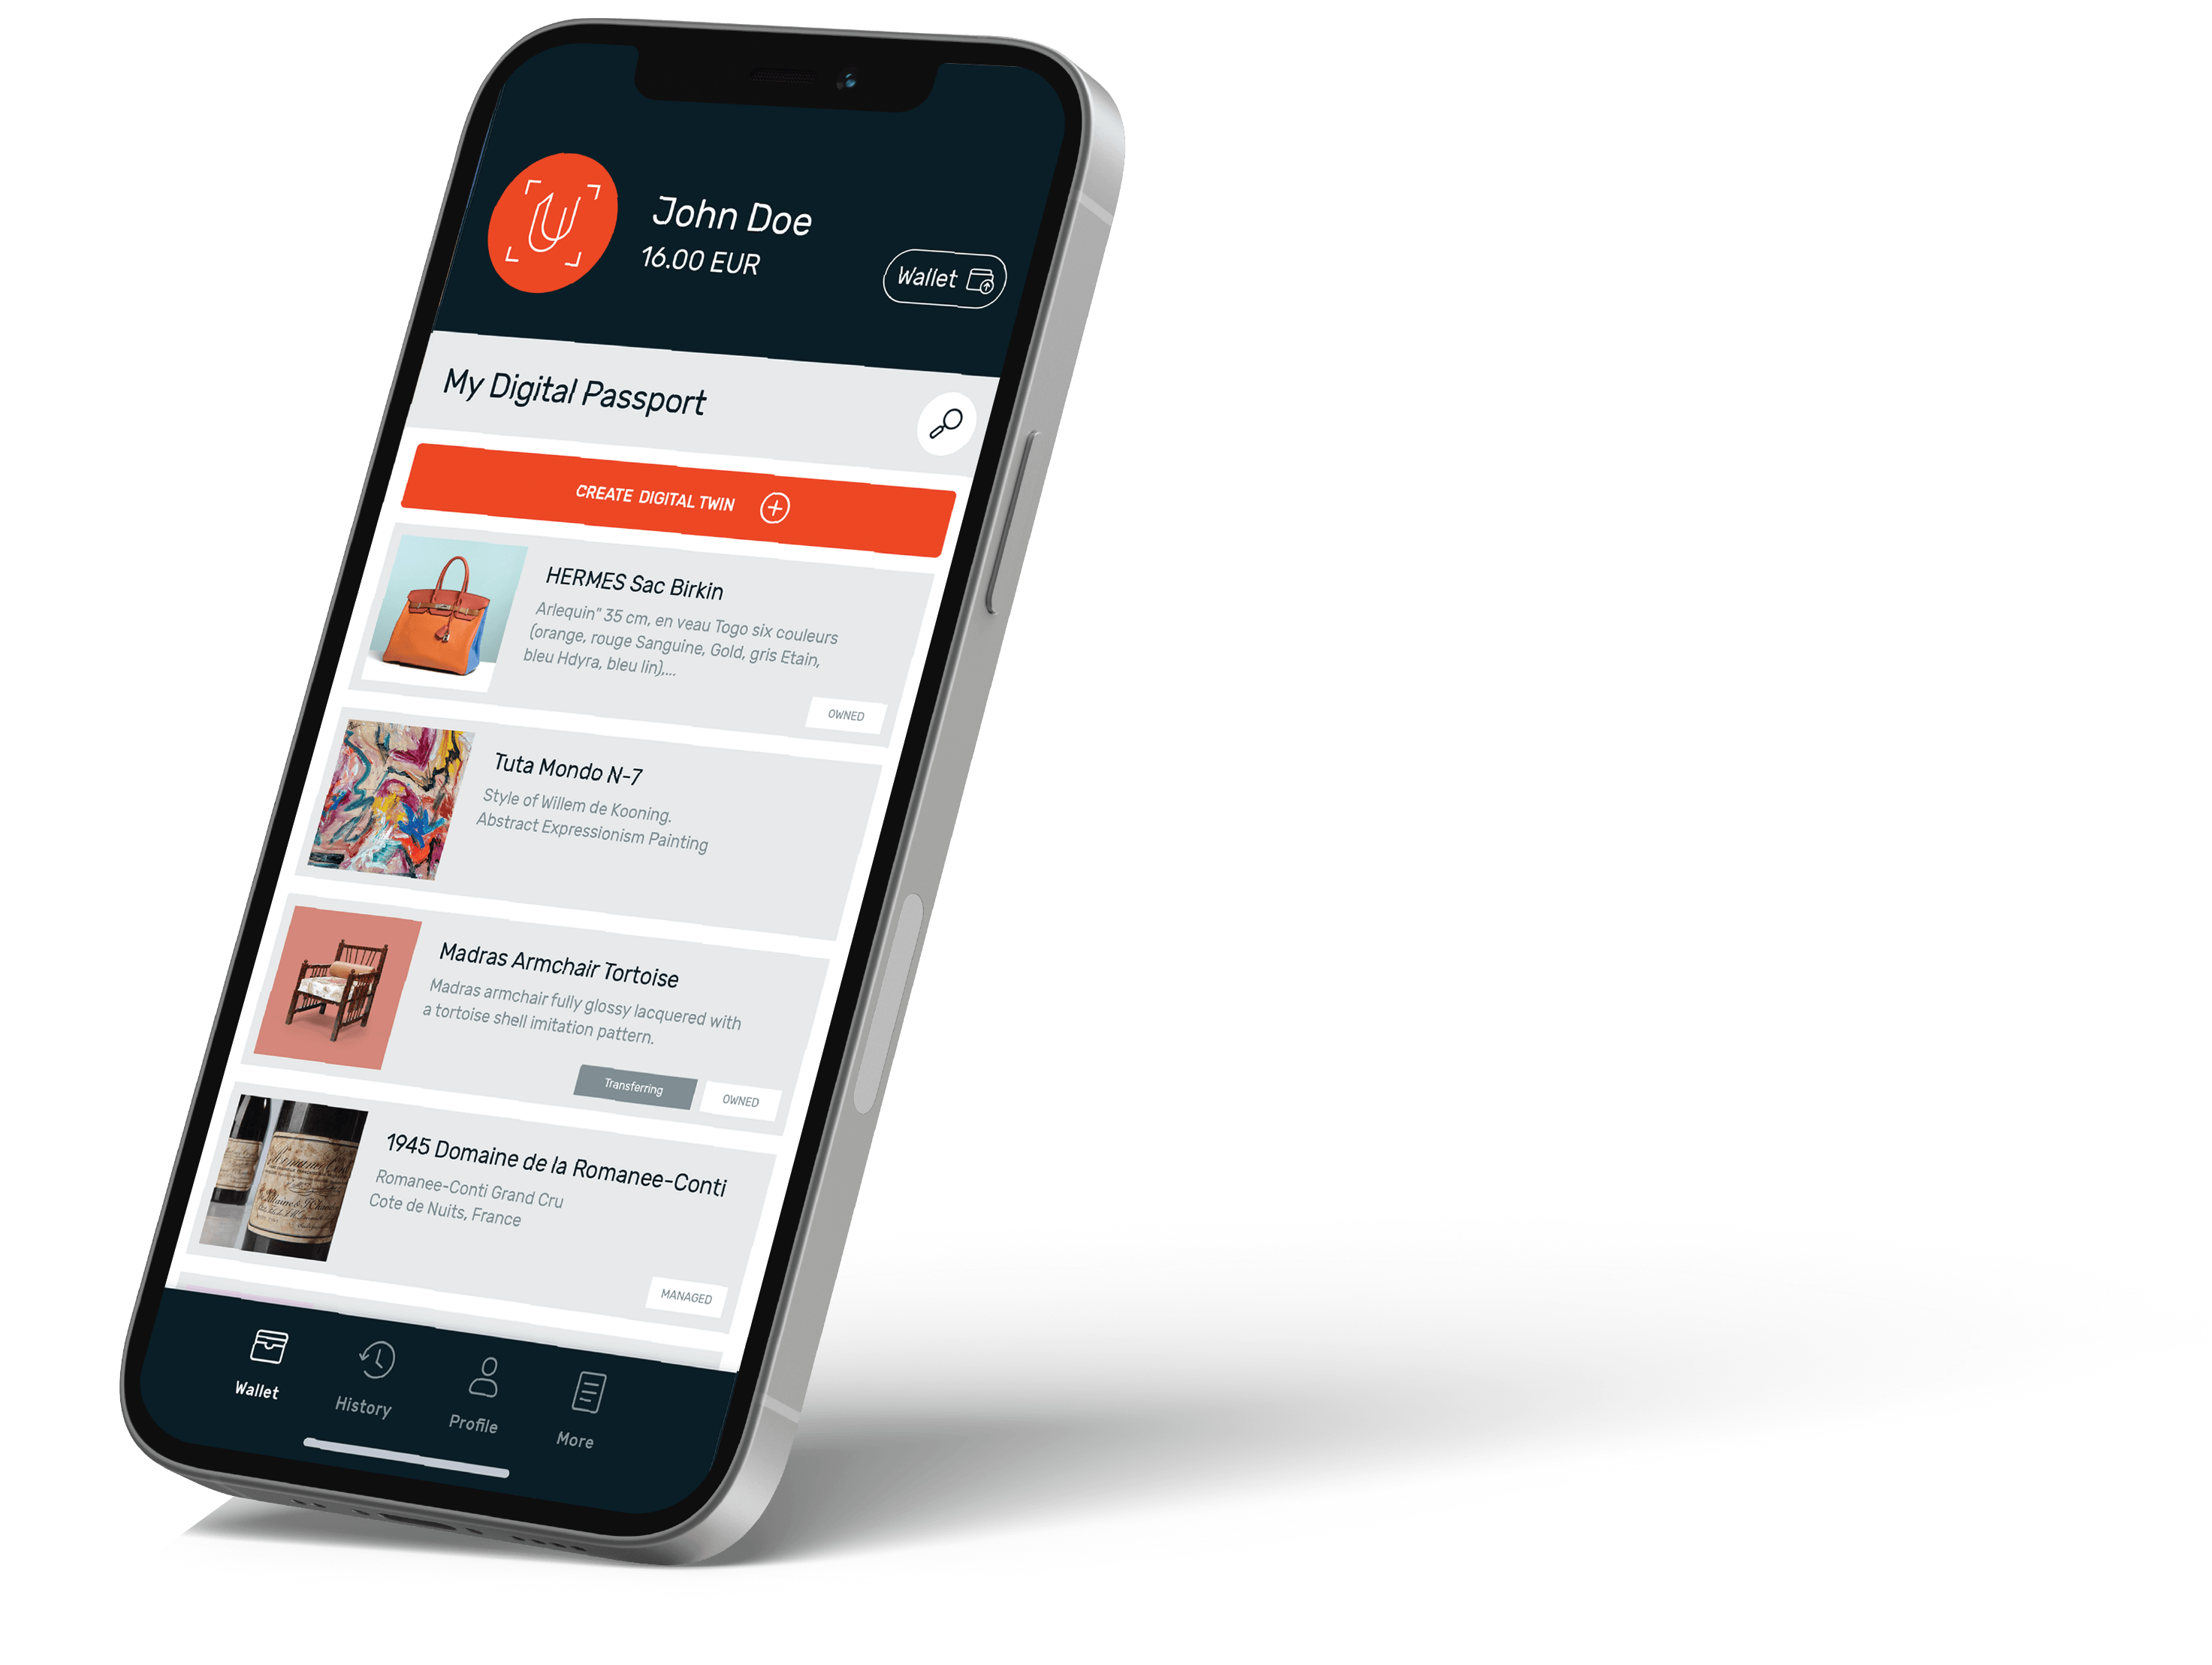 John Doe
16.00 EUR
Wallet
My Digital Passport
CREATE DIGITAL TWIN
HERMES Sac Birkin
Arlequin" 35 cm, en veau Togo six couleurs
(orange, rouge Sanguine, Gold, gris Etain,
bleu Hdyra, bleu lin),...
OWNED
Tuta Mondo N-7
Style of Willem de Kooning.
Abstract Expressionism Painting
Madras Armchair Tortoise
Madras armchair fully glossy lacquered with
a tortoise shell imitation pattern.
Transferring
OWNED
1945 Domaine de la Romanee-Conti
Romanee-Conti Grand Cru
Cote de Nuits, France
MANAGED
Wallet
History
Profile
More